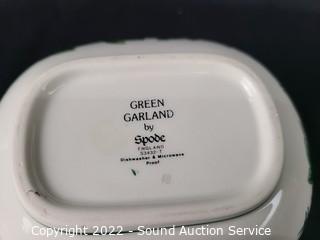 GREEN
GARLAND
by
Spode
ENGLAND
S3432-T
Dishwasher & Microwave
Proof
Copyright 2022 - Sound Auction Service